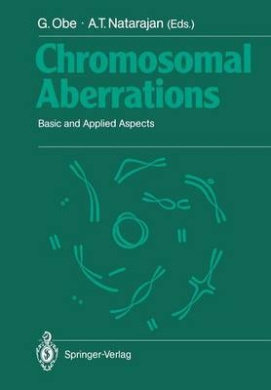 G. Obe · A.T. Natarajan (Eds.)
Chromosomal
Aberrations
Basic and Applied Aspects
Springer-Verlag